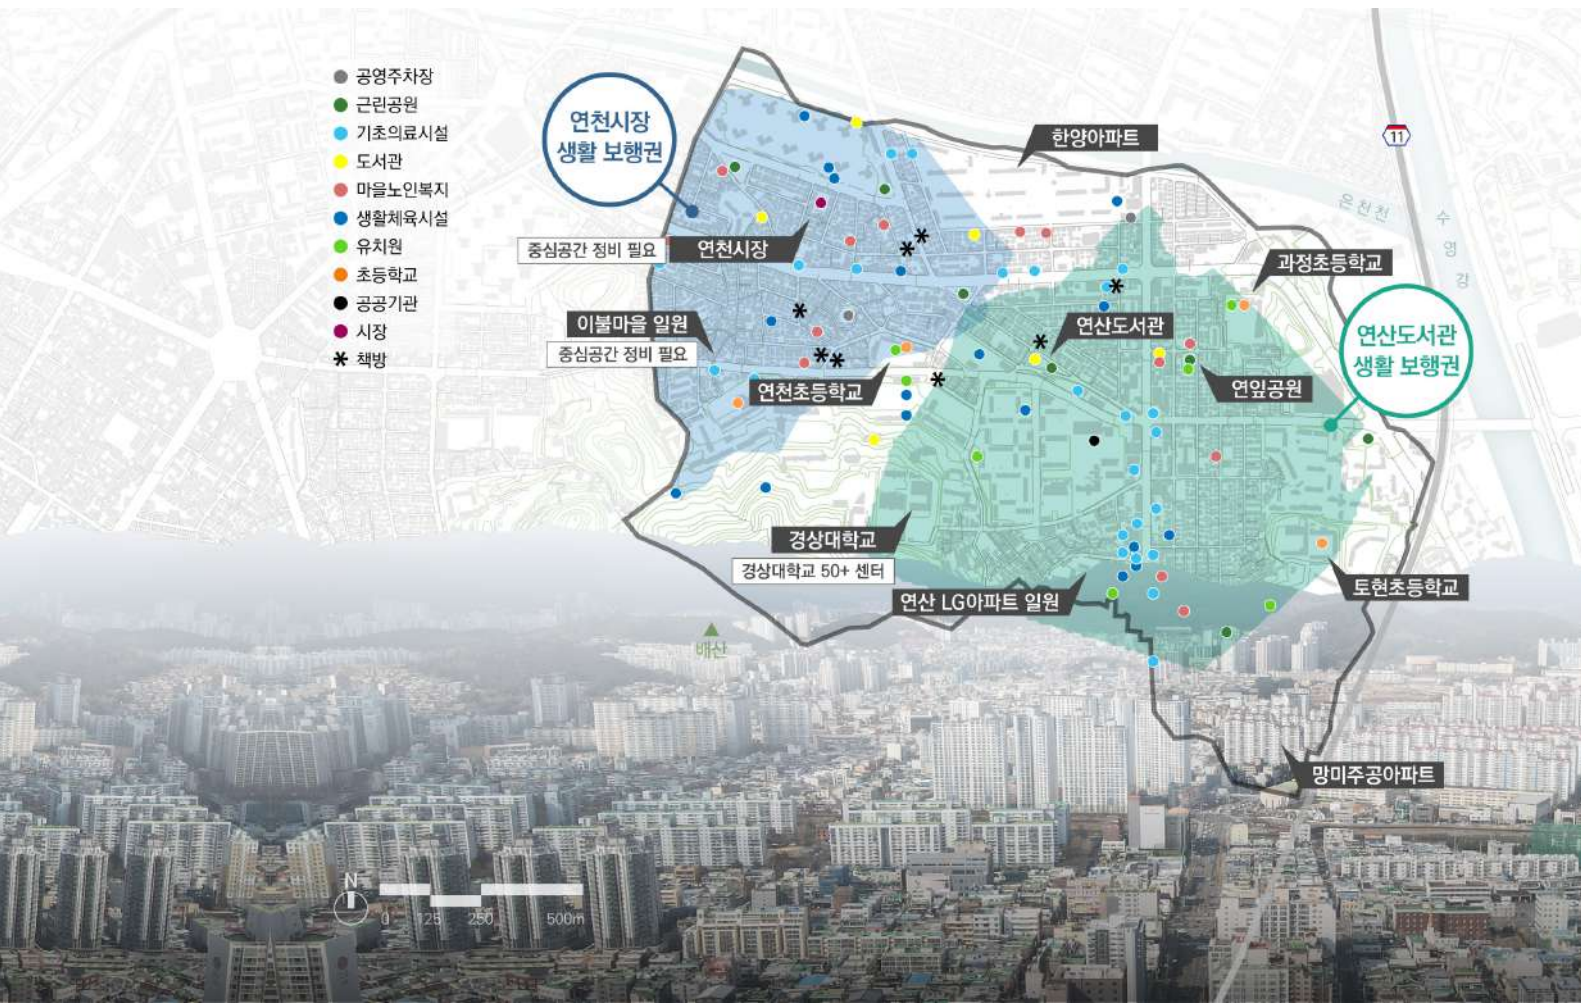 공영주차장
근린공원
기초의료시설
도서관
마을노인복지
생활체육시설
유치원
초등학교
공공기관
시장
책방
연천시장
생활 보행권
한양아파트
11
온천천
수영강
중심공간 정비 필요
연천시장
과정초등학교
이불마을 일원
중심공간 정비 필요
연산도서관
연산도서관
생활 보행권
연천초등학교
연잎공원
경상대학교
경상대학교 50+ 센터
연산 LG아파트 일원
토현초등학교
배산
망미주공아파트
N
0 125 250 500m